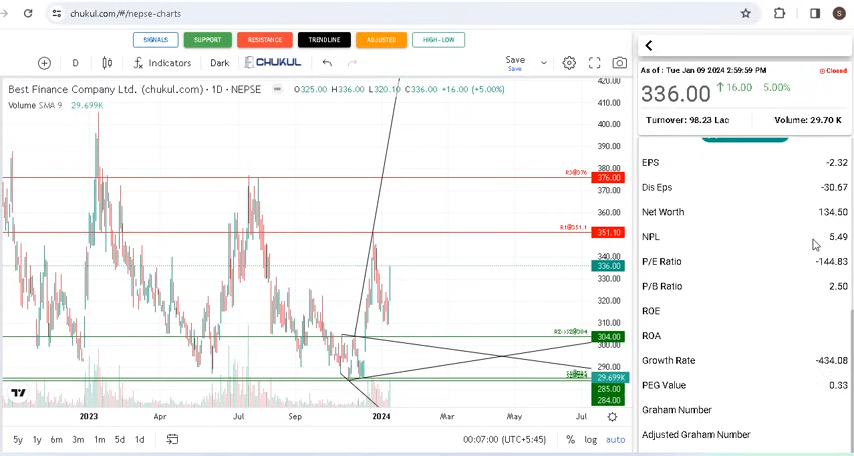 chukul.com/#/nepse-charts
S
SIGNALS SUPPORT RESISTANCE TRENDLINE ADJUSTED HIGH-LOW
D Indicators Dark CHUKUL Save
Save
Best Finance Company Ltd. (chukul.com) · 1D · NEPSE O325.00 H336.00 L320.10 C336.00 +16.00 (+5.00%)
Volume SMA 9 29.699K
420.00
410.00
400.00
390.00
380.00
R3@376 376.00
360.00
R1@351.1 351.10
340.00
336.00
330.00
320.00
310.00
304.00
300.00
290.00
29.699K
285.00
284.00
2023 Apr Jul Sep 2024 Mar May Jul
5y 1y 6m 3m 1m 5d 1d 00:07:00 (UTC+5:45) % log auto
As of : Tue Jan 09 2024 2:59:59 PM Closed
336.00 16.00 5.00%
Turnover: 98.23 Lac Volume: 29.70 K
EPS -2.32
Dis Eps -30.67
Net Worth 134.50
NPL 5.49
P/E Ratio -144.83
P/B Ratio 2.50
ROE
ROA
Growth Rate -434.08
PEG Value 0.33
Graham Number
Adjusted Graham Number